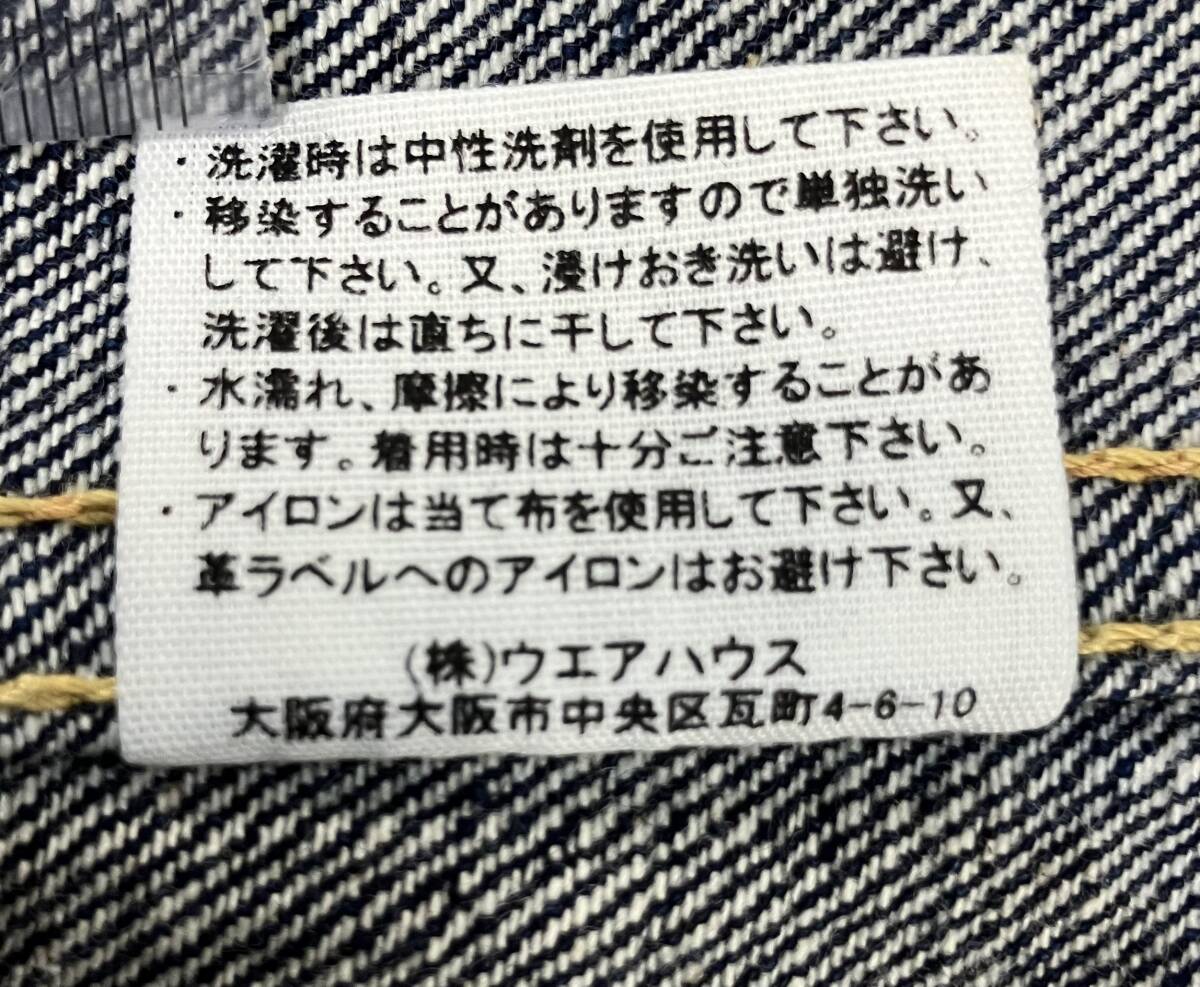 ・洗濯時は中性洗剤を使用して下さい。
・移染することがありますので単独洗い
して下さい。又、浸けおき洗いは避け、
洗濯後は直ちに干して下さい。
・水濡れ、摩擦により移染することがあ
ります。着用時は十分ご注意下さい。
・アイロンは当て布を使用して下さい。又、
革ラベルへのアイロンはお避け下さい。
(株)ウエアハウス
大阪府大阪市中央区瓦町4-6-10